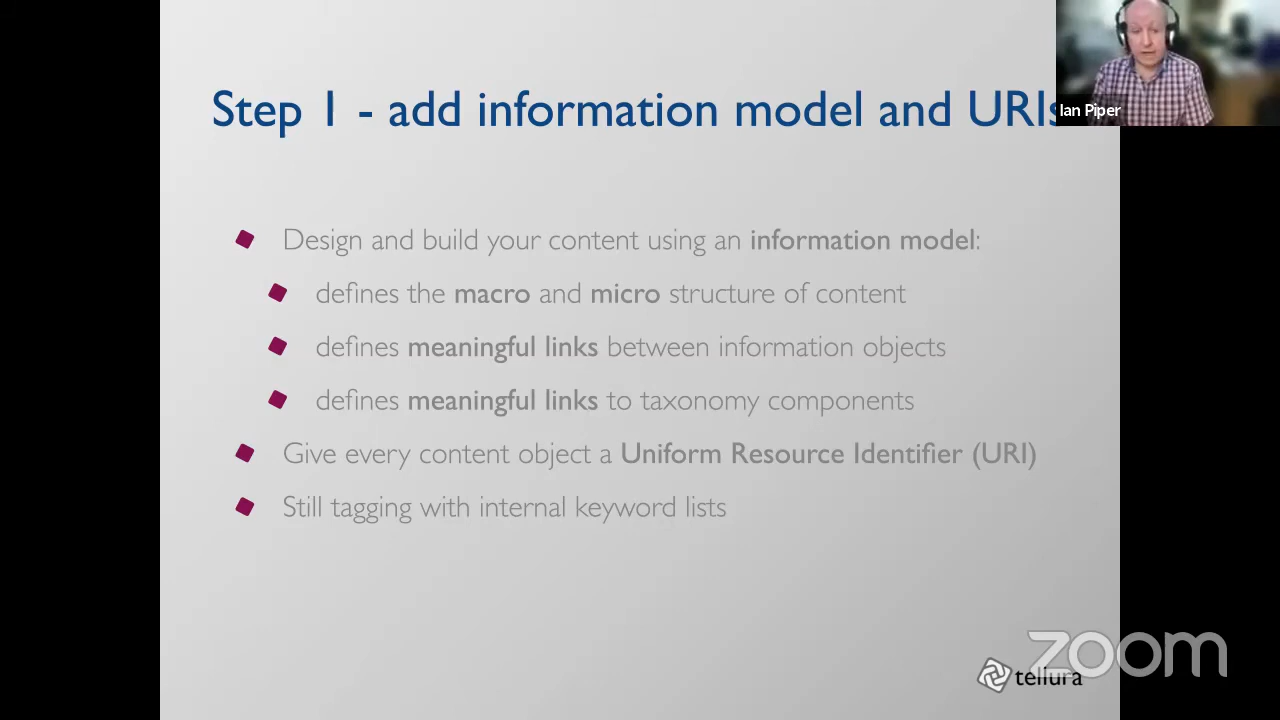 Step 1 - add information model and URIs
Ian Piper
Design and build your content using an information model:
defines the macro and micro structure of content
defines meaningful links between information objects
defines meaningful links to taxonomy components
Give every content object a Uniform Resource Identifier (URI)
Still tagging with internal keyword lists
zoom
tellura